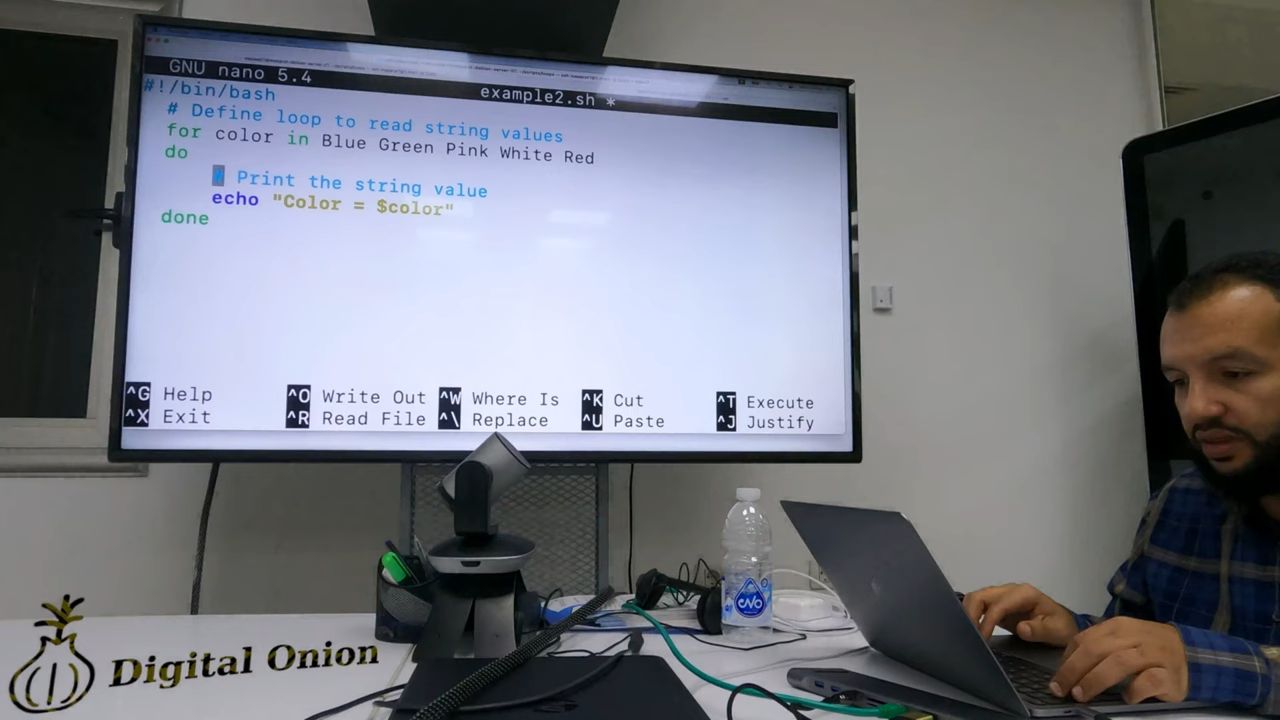 GNU nano 5.4
example2.sh *
#!/bin/bash
# Define loop to read string values
for color in Blue Green Pink White Red
do
# Print the string value
echo "Color = $color"
done
^G Help ^O Write Out ^W Where Is ^K Cut ^T Execute
^X Exit ^R Read File ^\ Replace ^U Paste ^J Justify
Digital Onion